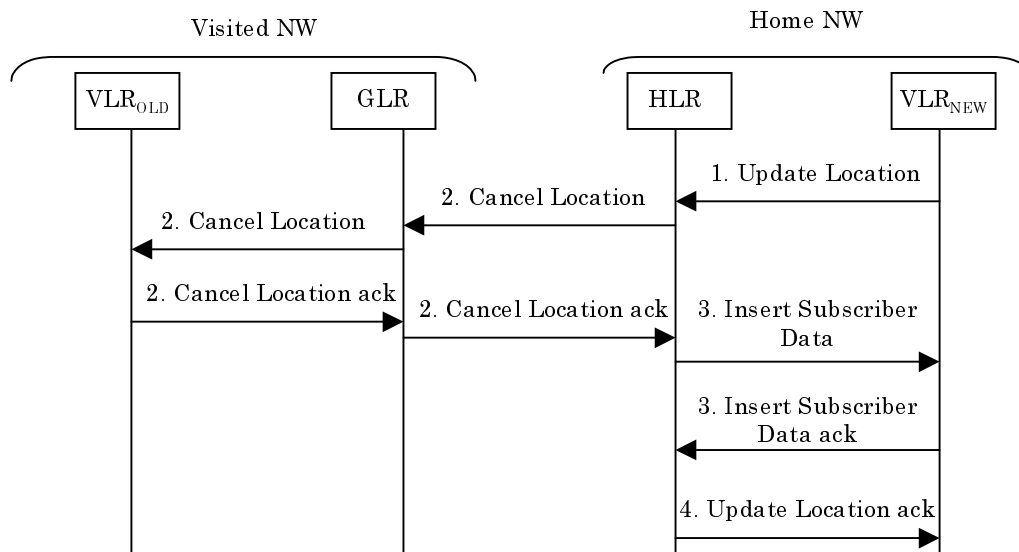 Visited NW
Home NW
VLR_OLD
GLR
HLR
VLR_NEW
1. Update Location
2. Cancel Location
2. Cancel Location
2. Cancel Location ack
2. Cancel Location ack
3. Insert Subscriber
Data
3. Insert Subscriber
Data ack
4. Update Location ack